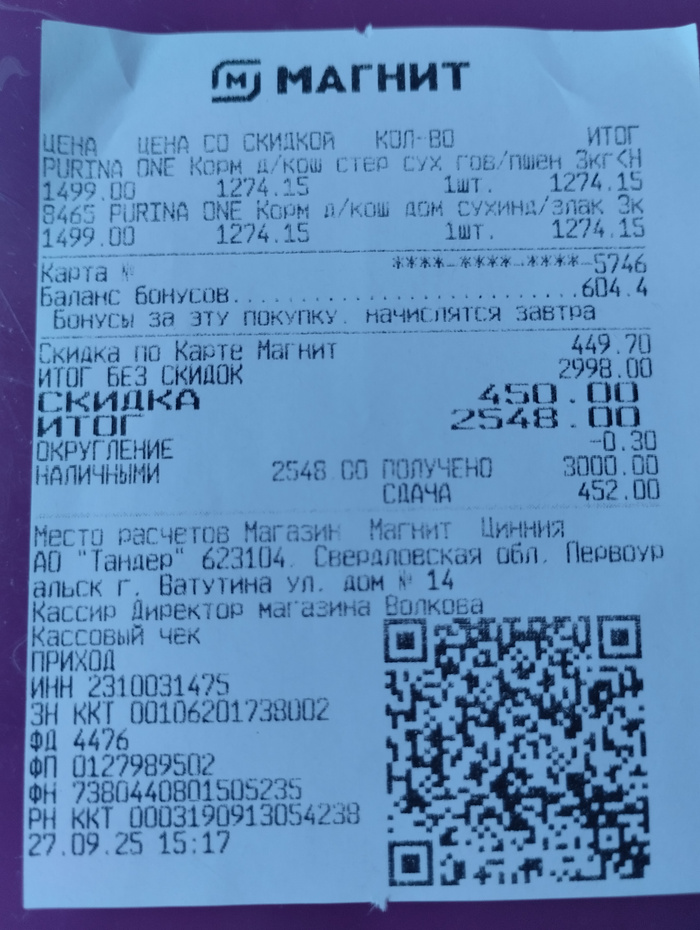 МАГНИТ
ЦЕНА ЦЕНА СО СКИДКОЙ КОЛ-ВО ИТОГ
PURINA ONE Корм д/кош стер сух гов/пшен 3кг<Н
1499.00 1274.15 1шт. 1274.15
8465 PURINA ONE Корм д/кош дом сухинд/злак 3к
1499.00 1274.15 1шт. 1274.15
Карта № ****-****-****-5746
Баланс бонусов..............................604.4
Бонусы за эту покупку. начислятся завтра
Скидка по Карте Магнит 449.70
ИТОГ БЕЗ СКИДОК 2998.00
СКИДКА 450.00
ИТОГ 2548.00
ОКРУГЛЕНИЕ -0.30
НАЛИЧНЫМИ 2548.00 ПОЛУЧЕНО 3000.00
СДАЧА 452.00
Место расчетов Магазин Магнит Цинния
АО "Тандер" 623104. Свердловская обл. Первоур
альск г. Ватутина ул. дом № 14
Кассир Директор магазина Волкова
Кассовый чек
ПРИХОД
ИНН 2310031475
ЗН ККТ 00106201738002
ФД 4476
ФП 0127989502
ФН 7380440801505235
РН ККТ 0003190913054238
27.09.25 15:17